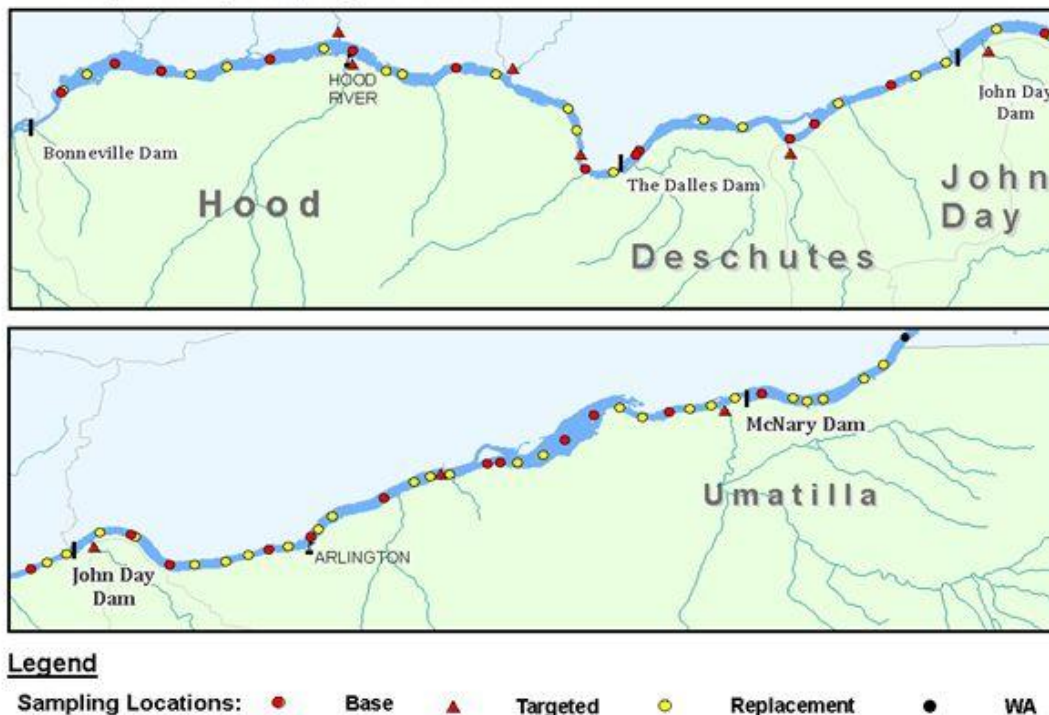 HOOD
RIVER
Bonneville Dam
Hood
The Dalles Dam
Deschutes
John Day
Dam
John
Day
McNary Dam
Umatilla
ARLINGTON
John Day
Dam
Legend
Sampling Locations: Base Targeted Replacement WA